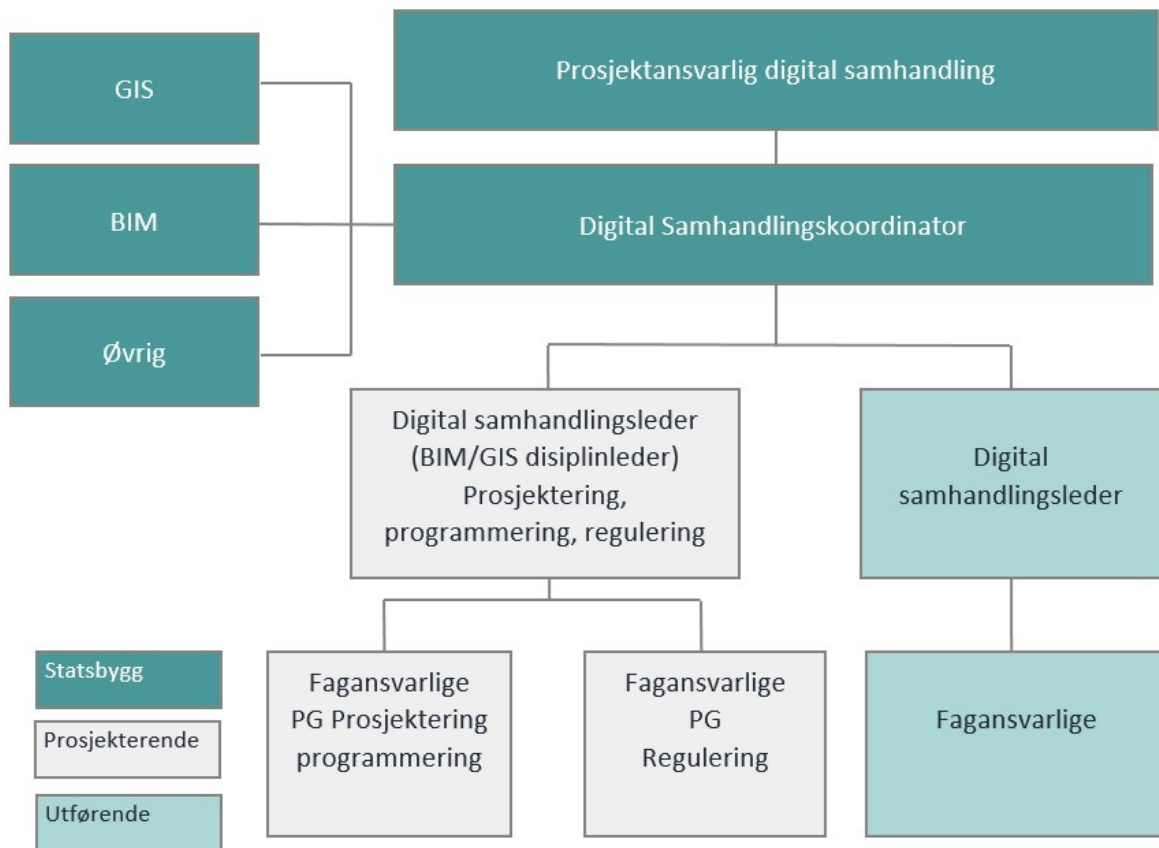 GIS
Prosjektansvarlig digital samhandling
BIM
Digital Samhandlingskoordinator
Øvrig
Digital samhandlingsleder
(BIM/GIS disiplinleder)
Prosjektering,
programmering, regulering
Digital
samhandlingsleder
Fagansvarlige
PG Prosjektering
programmering
Fagansvarlige
PG
Regulering
Fagansvarlige
Statsbygg
Prosjekterende
Utførende